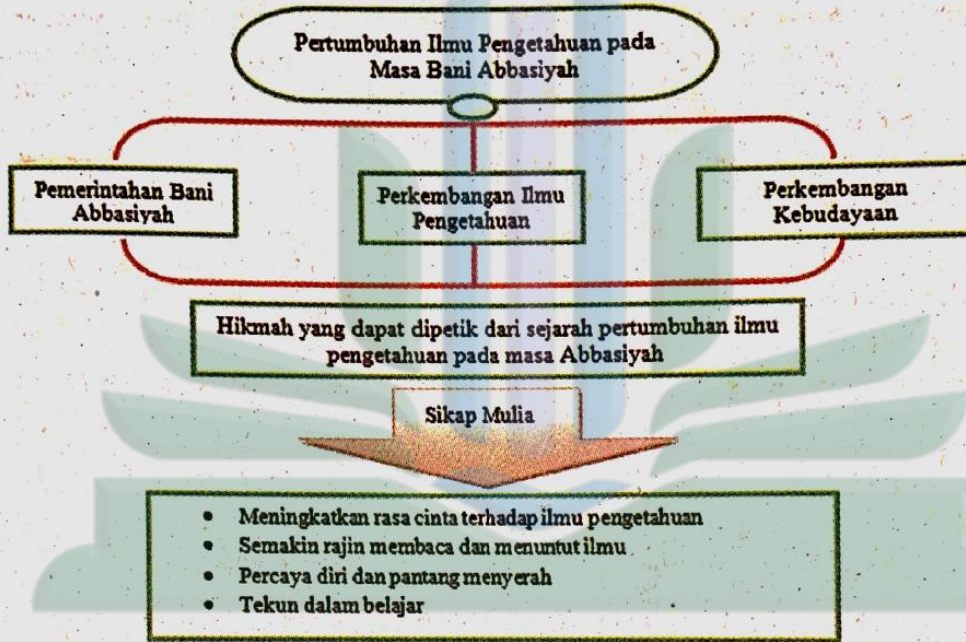 Pertumbuhan Ilmu Pengetahuan pada
Masa Bani Abbasiyah
Pemerintahan Bani
Abbasiyah
Perkembangan Ilmu
Pengetahuan
Perkembangan
Kebudayaan
Hikmah yang dapat dipetik dari sejarah pertumbuhan ilmu
pengetahuan pada masa Abbasiyah
Sikap Mulia
• Meningkatkan rasa cinta terhadap ilmu pengetahuan
• Semakin rajin membaca dan menuntut ilmu
• Percaya diri dan pantang menyerah
• Tekun dalam belajar